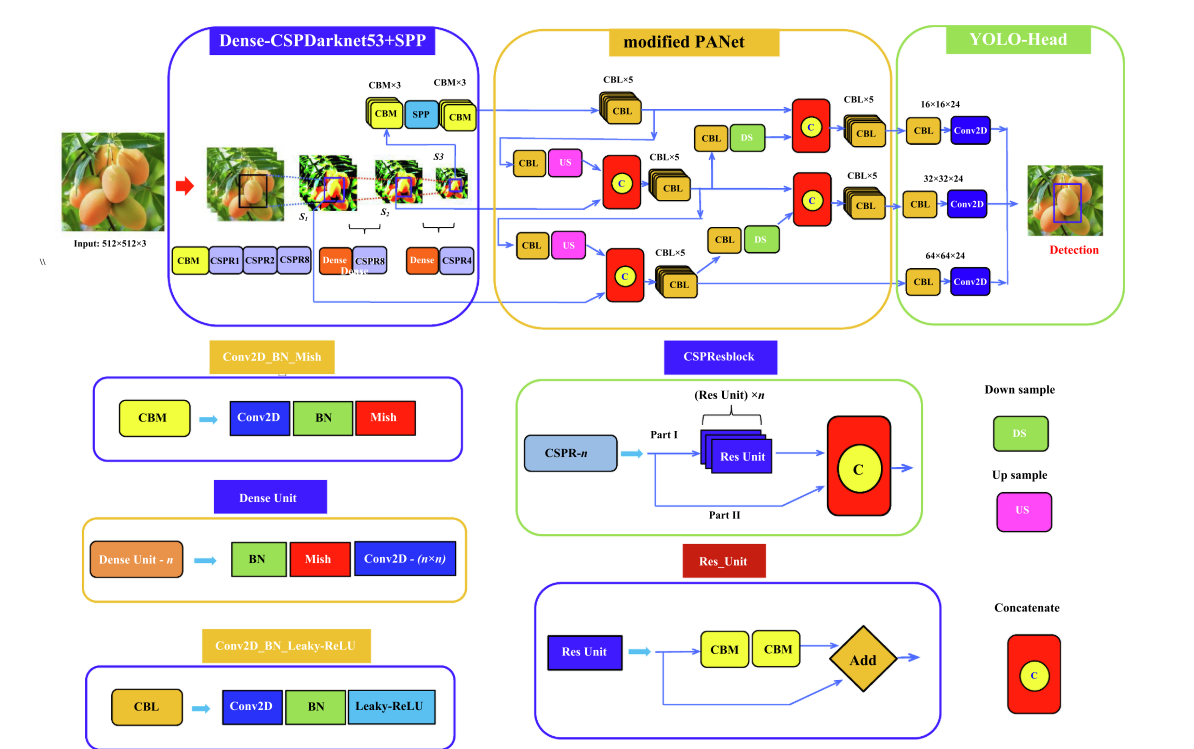 Dense-CSPDarknet53+SPP
modified PANet
YOLO-Head
CBM×3
CBM×3
CBM
SPP
CBM
S3
S1
S2
Input: 512×512×3
\\
CBM
CSPR1
CSPR2
CSPR8
Dense
Dense
CSPR8
Dense
CSPR4
CBL×5
CBL
CBL
US
C
CBL×5
CBL
CBL
DS
C
CBL×5
CBL
CBL
US
C
CBL×5
CBL
CBL
DS
C
CBL×5
CBL
16×16×24
CBL
Conv2D
32×32×24
CBL
Conv2D
64×64×24
CBL
Conv2D
Detection
Conv2D_BN_Mish
CBM
Conv2D
BN
Mish
Dense Unit
Dense Unit - n
BN
Mish
Conv2D - (n×n)
Conv2D_BN_Leaky-ReLU
CBL
Conv2D
BN
Leaky-ReLU
CSPResblock
(Res Unit) ×n
CSPR-n
Part I
Res Unit
C
Part II
Res_Unit
Res Unit
CBM
CBM
Add
Down sample
DS
Up sample
US
Concatenate
C